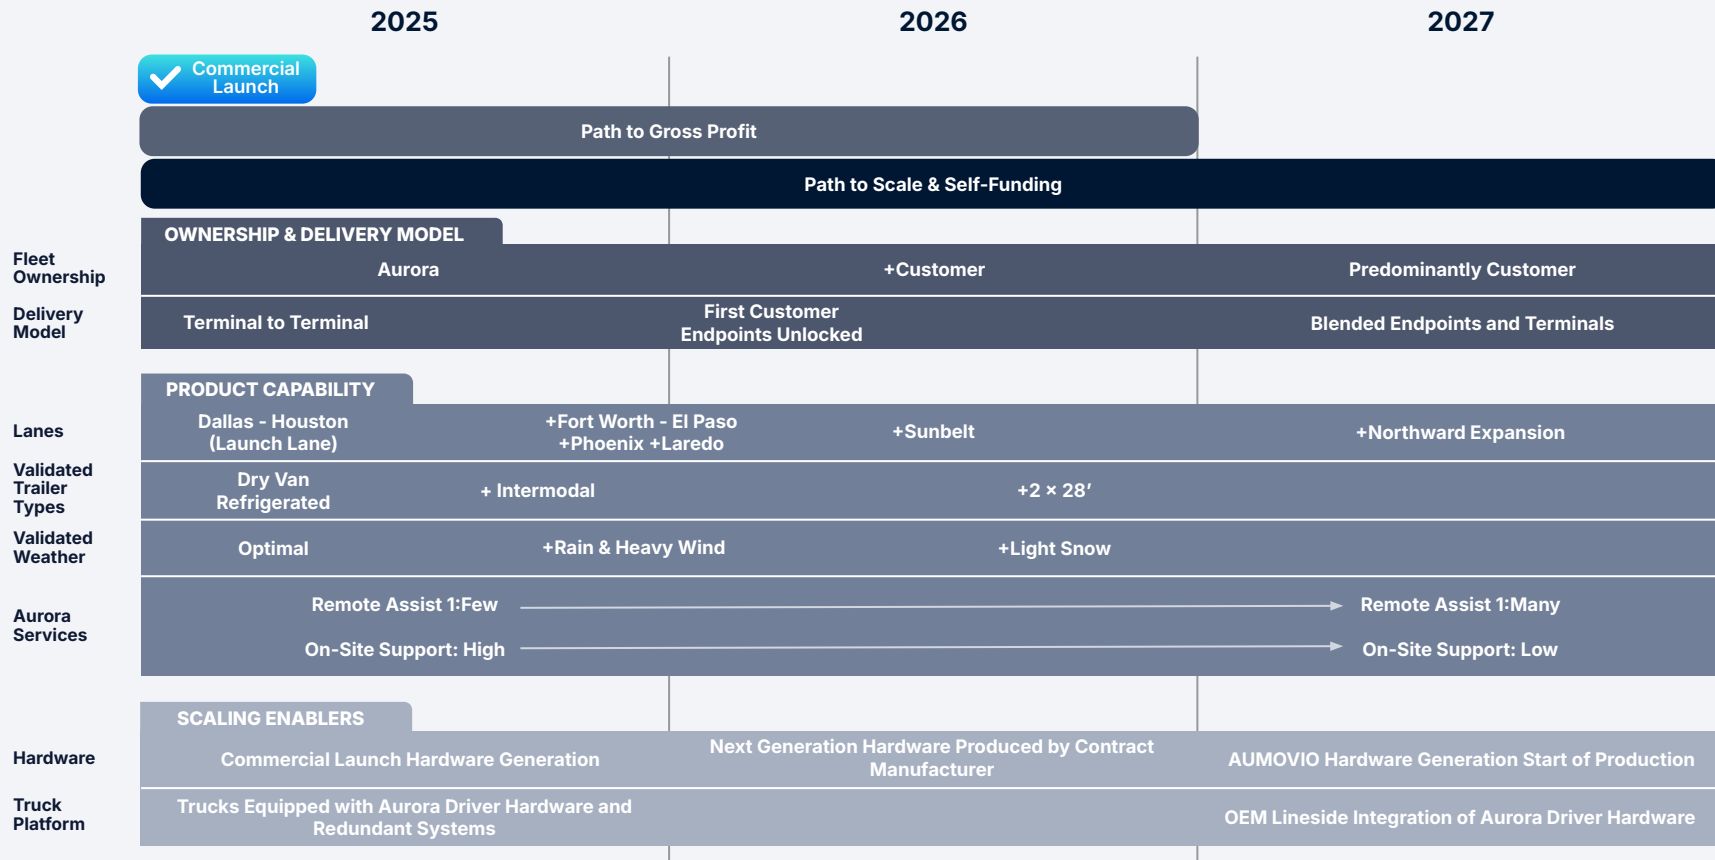 2025
2026
2027
Commercial
Launch
Path to Gross Profit
Path to Scale & Self-Funding
OWNERSHIP & DELIVERY MODEL
Fleet
Ownership
Aurora
+Customer
Predominantly Customer
Delivery
Model
Terminal to Terminal
First Customer
Endpoints Unlocked
Blended Endpoints and Terminals
PRODUCT CAPABILITY
Lanes
Dallas - Houston
(Launch Lane)
+Fort Worth - El Paso
+Phoenix +Laredo
+Sunbelt
+Northward Expansion
Validated
Trailer
Types
Dry Van
Refrigerated
+ Intermodal
+2 × 28’
Validated
Weather
Optimal
+Rain & Heavy Wind
+Light Snow
Aurora
Services
Remote Assist 1:Few
Remote Assist 1:Many
On-Site Support: High
On-Site Support: Low
SCALING ENABLERS
Hardware
Commercial Launch Hardware Generation
Next Generation Hardware Produced by Contract
Manufacturer
AUMOVIO Hardware Generation Start of Production
Truck
Platform
Trucks Equipped with Aurora Driver Hardware and
Redundant Systems
OEM Lineside Integration of Aurora Driver Hardware